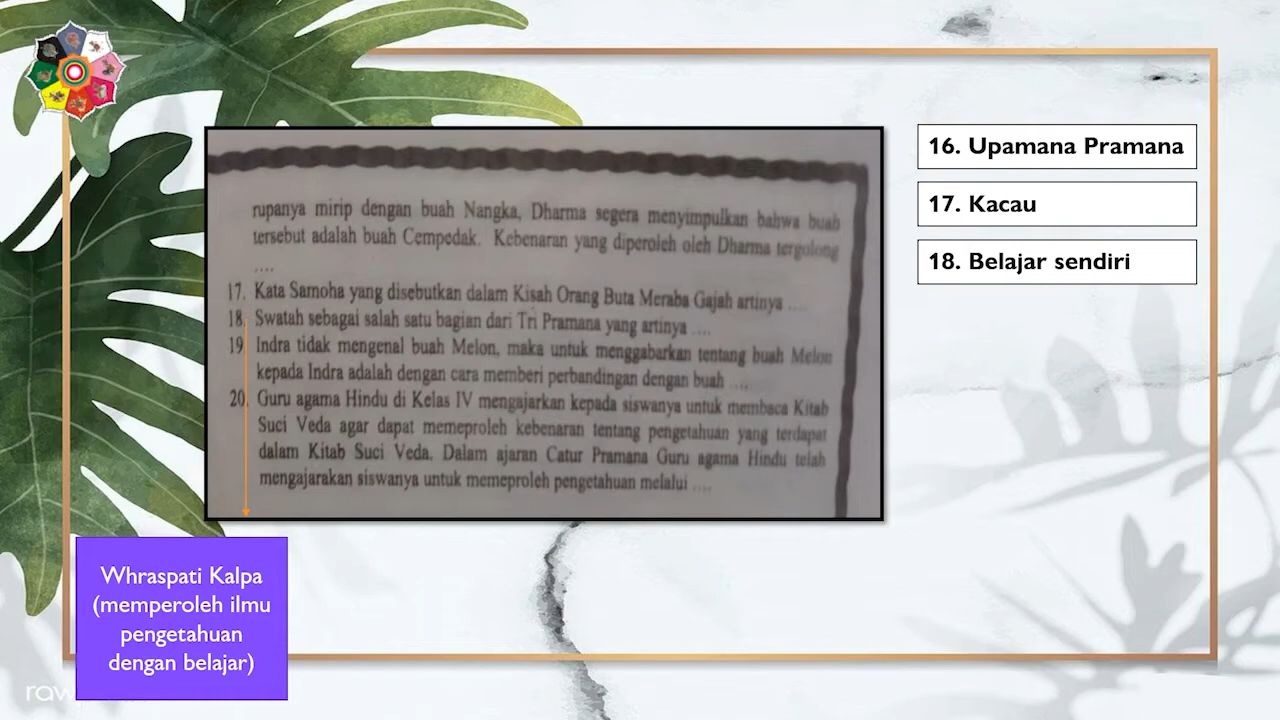 rupanya mirip dengan buah Nangka, Dharma segera menyimpulkan bahwa buah
tersebut adalah buah Cempedak. Kebenaran yang diperoleh oleh Dharma tergolong
....
17. Kata Samoha yang disebutkan dalam Kisah Orang Buta Meraba Gajah artinya ....
18. Swatah sebagai salah satu bagian dari Tri Pramana yang artinya ....
19. Indra tidak mengenal buah Melon, maka untuk menggabarkan tentang buah Melon
kepada Indra adalah dengan cara memberi perbandingan dengan buah ....
20. Guru agama Hindu di Kelas IV mengajarkan kepada siswanya untuk membaca Kitab
Suci Veda agar dapat memeproleh kebenaran tentang pengetahuan yang terdapat
dalam Kitab Suci Veda. Dalam ajaran Catur Pramana Guru agama Hindu telah
mengajarakan siswanya untuk memeproleh pengetahuan melalui ....
16. Upamana Pramana
17. Kacau
18. Belajar sendiri
Whraspati Kalpa
(memperoleh ilmu
pengetahuan
dengan belajar)
raw